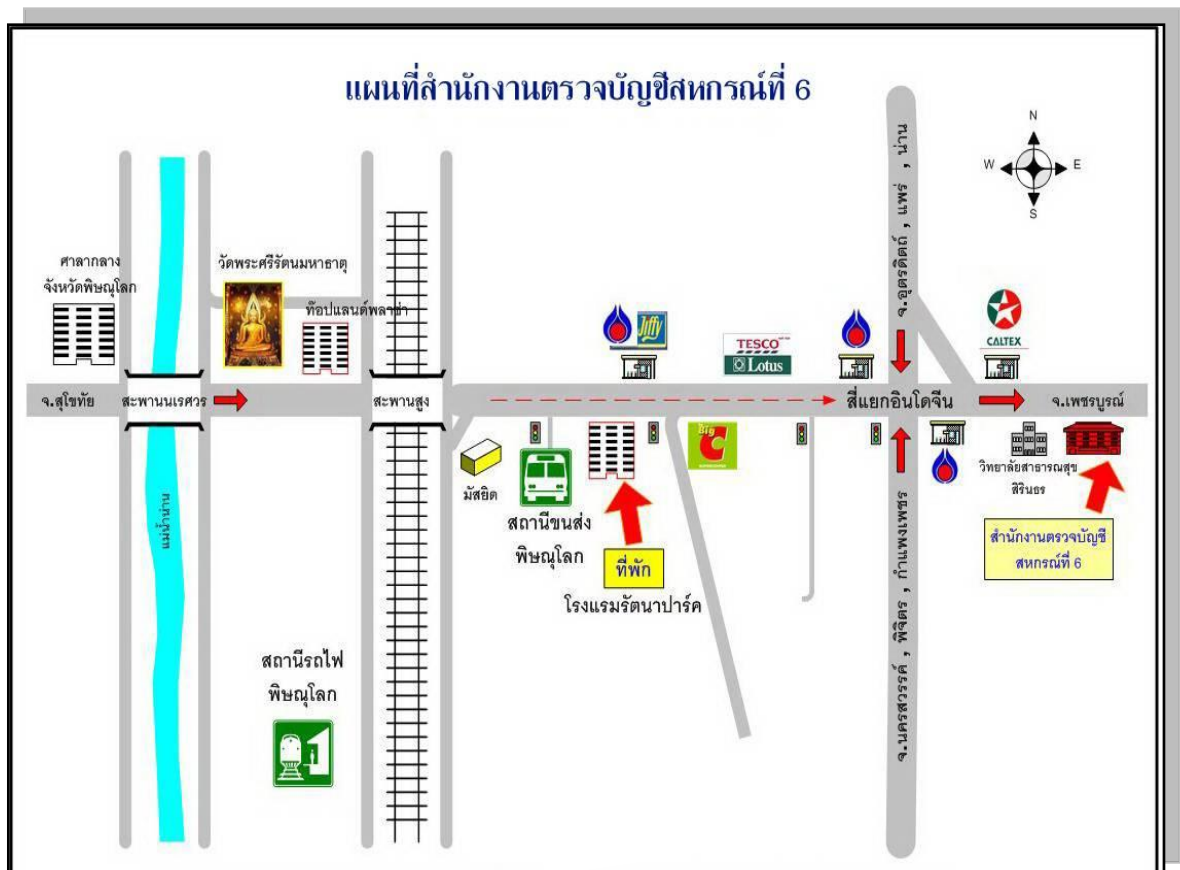 แผนที่สำนักงานตรวจบัญชีสหกรณ์ที่ 6
N
W
E
S
จ.อุตรดิตถ์ , แพร่ , น่าน
ศาลากลาง
จังหวัดพิษณุโลก
วัดพระศรีรัตนมหาธาตุ
ท๊อปแลนด์พลาซ่า
Jiffy
TESCO
Lotus
CALTEX
จ.สุโขทัย
สะพานนเรศวร
สะพานสูง
สี่แยกอินโดจีน
จ.เพชรบูรณ์
แม่น้ำน่าน
มัสยิด
สถานีขนส่ง
พิษณุโลก
ที่พัก
โรงแรมรัตนาปาร์ค
Big
C
วิทยาลัยสาธารณสุข
สิรินธร
สำนักงานตรวจบัญชี
สหกรณ์ที่ 6
จ.นครสวรรค์ , พิจิตร , กำแพงเพชร
สถานีรถไฟ
พิษณุโลก